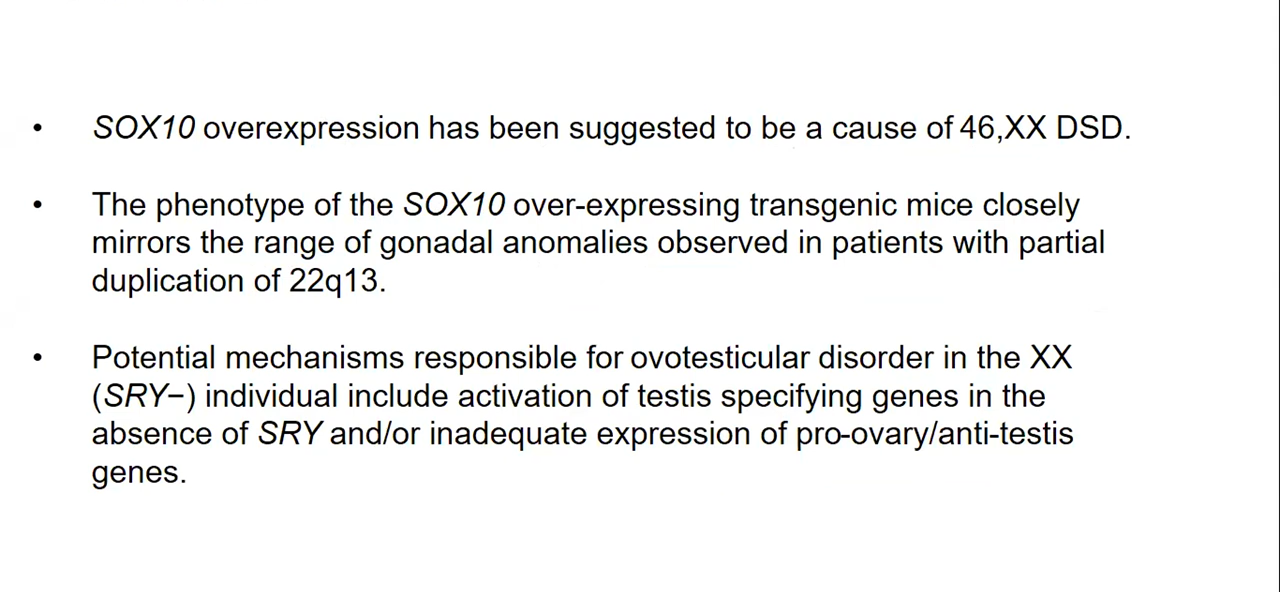 • SOX10 overexpression has been suggested to be a cause of 46,XX DSD.
• The phenotype of the SOX10 over-expressing transgenic mice closely
mirrors the range of gonadal anomalies observed in patients with partial
duplication of 22q13.
• Potential mechanisms responsible for ovotesticular disorder in the XX
(SRY−) individual include activation of testis specifying genes in the
absence of SRY and/or inadequate expression of pro-ovary/anti-testis
genes.